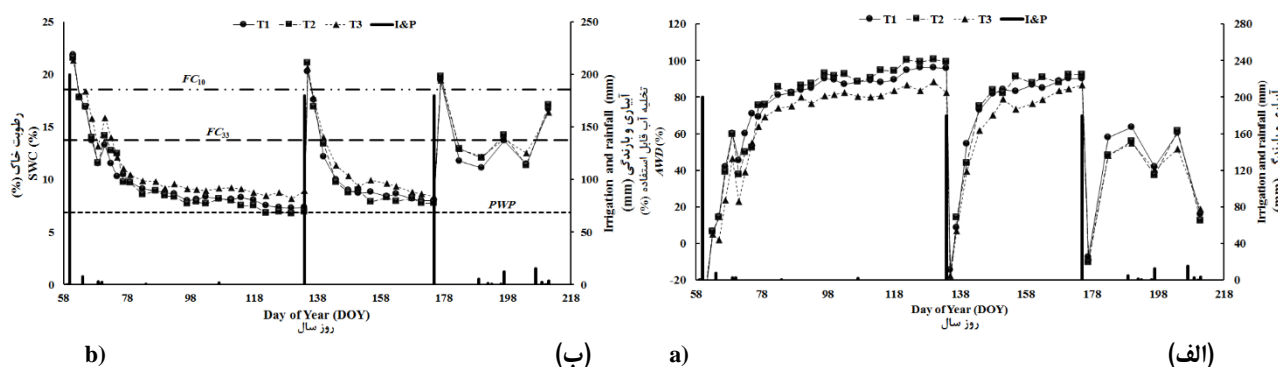 T1 T2 T3 I&P
25
20
15
10
5
0
رطوبت خاک (%)
SWC (%)
FC10
FC33
PWP
250
200
150
100
50
0
آبیاری و بارندگی (mm)
Irrigation and rainfall (mm)
58 78 98 118 138 158 178 198 218
Day of Year (DOY)
روز سال
b) (ب)
T1 T2 T3 I&P
120
100
80
60
40
20
0
-20
تخلیه آب قابل استفاده (%)
AWD (%)
280
240
200
160
120
80
40
0
آبیاری و بارندگی (mm)
Irrigation and rainfall (mm)
58 78 98 118 138 158 178 198 218
Day of Year (DOY)
روز سال
a) (الف)